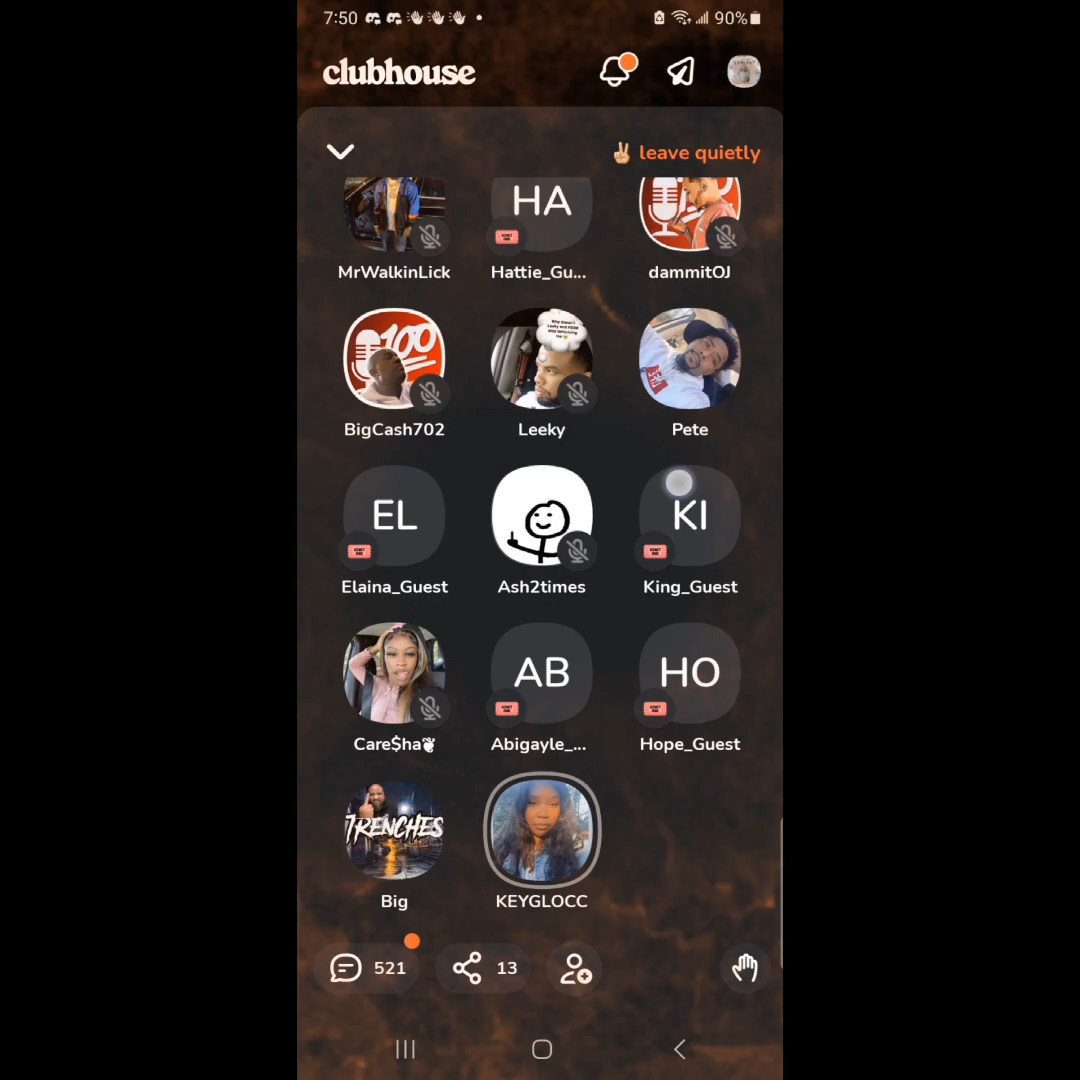 7:50
90%
clubhouse
✌🏼 leave quietly
HA
MrWalkinLick
Hattie_Gu...
dammitOJ
100
BigCash702
Leeky
Pete
EL
KI
Elaina_Guest
Ash2times
King_Guest
AB
HO
Care$ha❦
Abigayle_...
Hope_Guest
TRENCHES
Big
KEYGLOCC
521
13